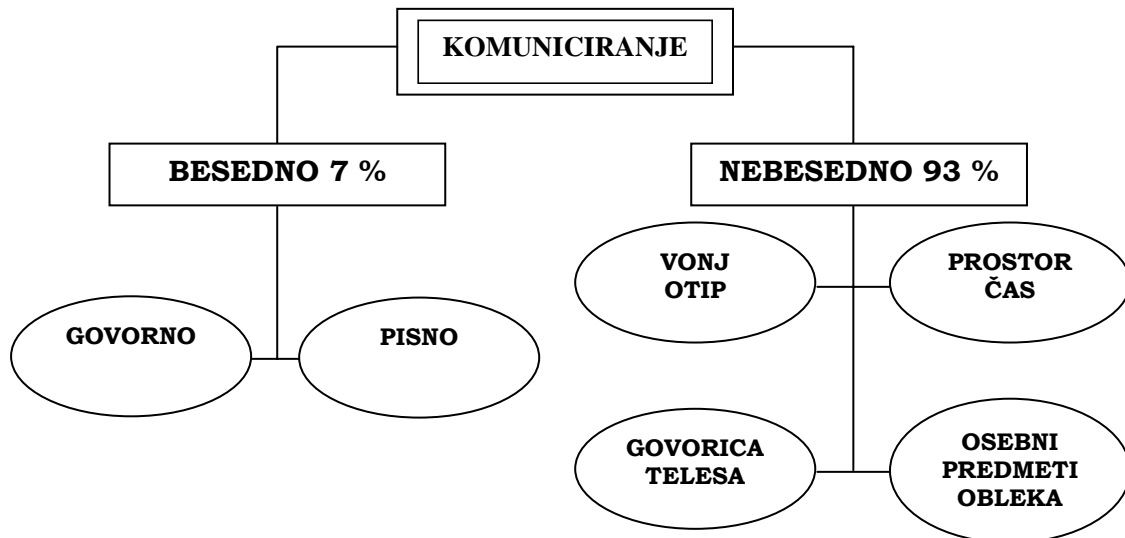 KOMUNICIRANJE
BESEDNO 7 %
NEBESEDNO 93 %
GOVORNO
PISNO
VONJ
OTIP
PROSTOR
ČAS
GOVORICA
TELESA
OSEBNI
PREDMETI
OBLEKA